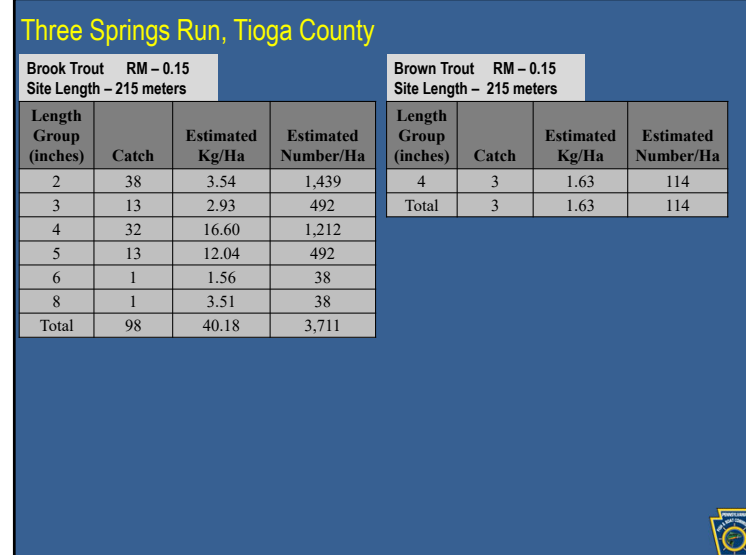 Three Springs Run, Tioga County
Brook Trout RM – 0.15
Site Length – 215 meters
Length Group (inches) Catch Estimated Kg/Ha Estimated Number/Ha
2 38 3.54 1,439
3 13 2.93 492
4 32 16.60 1,212
5 13 12.04 492
6 1 1.56 38
8 1 3.51 38
Total 98 40.18 3,711
Brown Trout RM – 0.15
Site Length – 215 meters
Length Group (inches) Catch Estimated Kg/Ha Estimated Number/Ha
4 3 1.63 114
Total 3 1.63 114